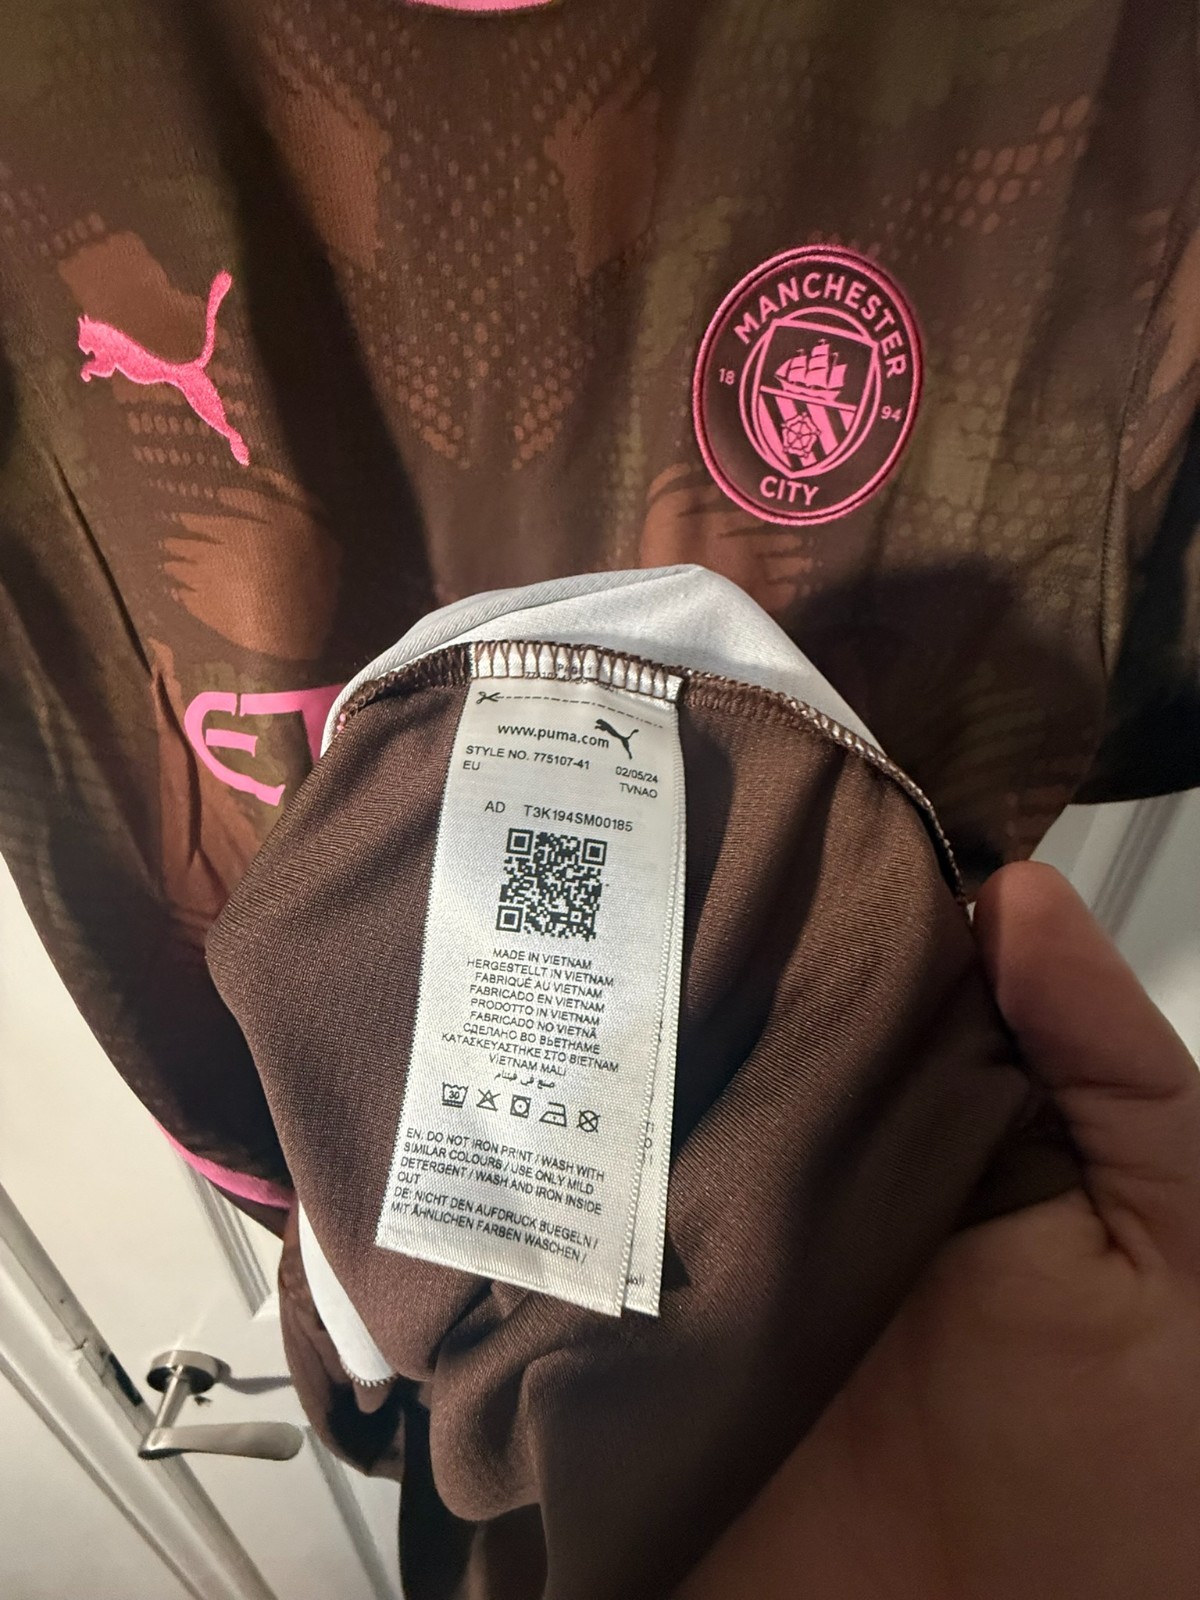 MANCHESTER
18 94
CITY
E
www.puma.com
STYLE NO. 775107-41 02/05/24
EU TVNAO
AD T3K194SM00185
MADE IN VIETNAM
HERGESTELLT IN VIETNAM
FABRIQUÉ AU VIETNAM
FABRICADO EN VIETNAM
PRODOTTO IN VIETNAM
FABRICADO NO VIETNÃ
СДЕЛАНО ВО ВЬЕТНАМЕ
ΚΑΤΑΣΚΕΥΑΣΤΗΚΕ ΣΤΟ ΒΙΕΤΝΑΜ
VİETNAM MALI
صنع في فيتنام
30
EN: DO NOT IRON PRINT / WASH WITH
SIMILAR COLOURS / USE ONLY MILD
DETERGENT / WASH AND IRON INSIDE
OUT
DE: NICHT DEN AUFDRUCK BUEGELN /
MIT ÄHNLICHEN FARBEN WASCHEN /